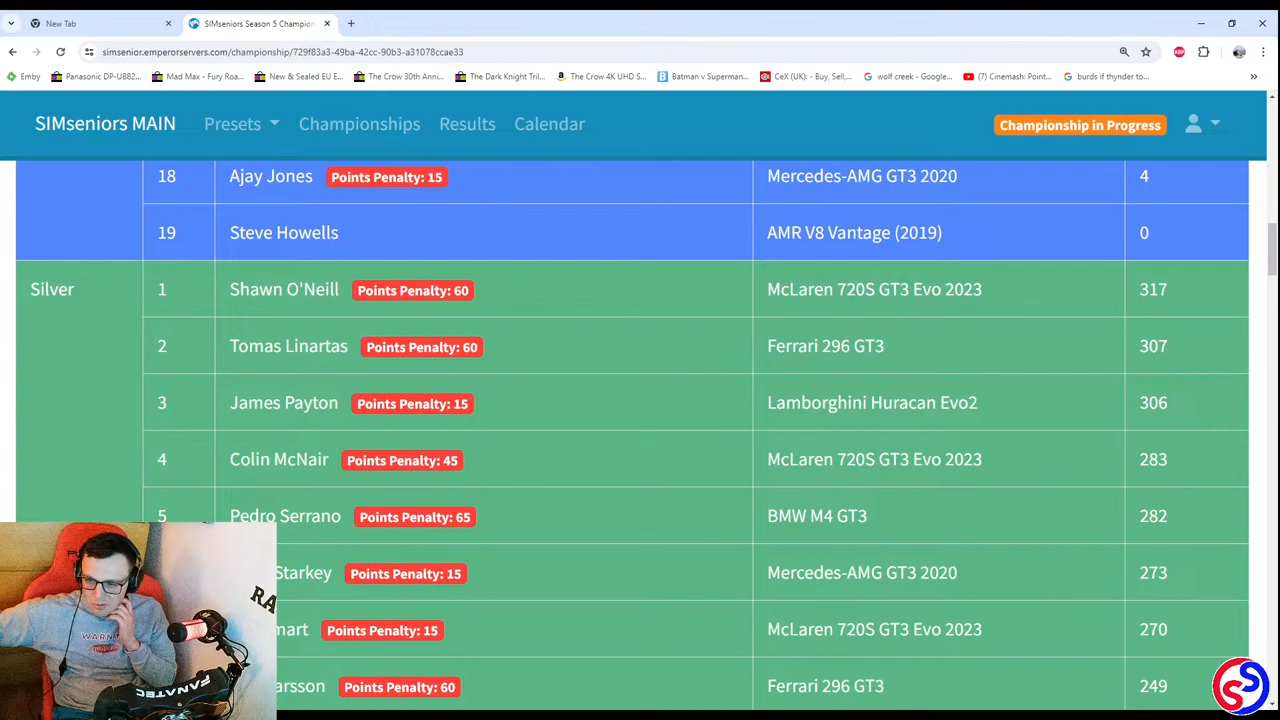 New Tab
SIMseniors Season 5 Champion
simsenior.emperorservers.com/championship/729f83a3-49ba-42cc-90b3-a31078ccae33
Emby
Panasonic DP-UB82...
Mad Max - Fury Roa...
New & Sealed EU E...
The Crow 30th Anni...
The Dark Knight Tril...
The Crow 4K UHD S...
Batman v Superman...
CeX (UK): - Buy, Sell,...
wolf creek - Google...
(7) Cinemash: Point...
burds if thynder to...
SIMseniors MAIN Presets Championships Results Calendar Championship in Progress
18 Ajay Jones Points Penalty: 15 Mercedes-AMG GT3 2020 4
19 Steve Howells AMR V8 Vantage (2019) 0
Silver 1 Shawn O'Neill Points Penalty: 60 McLaren 720S GT3 Evo 2023 317
2 Tomas Linartas Points Penalty: 60 Ferrari 296 GT3 307
3 James Payton Points Penalty: 15 Lamborghini Huracan Evo2 306
4 Colin McNair Points Penalty: 45 McLaren 720S GT3 Evo 2023 283
5 Pedro Serrano Points Penalty: 65 BMW M4 GT3 282
Starkey Points Penalty: 15 Mercedes-AMG GT3 2020 273
mart Points Penalty: 15 McLaren 720S GT3 Evo 2023 270
arsson Points Penalty: 60 Ferrari 296 GT3 249
RA
WARN
FANATEC